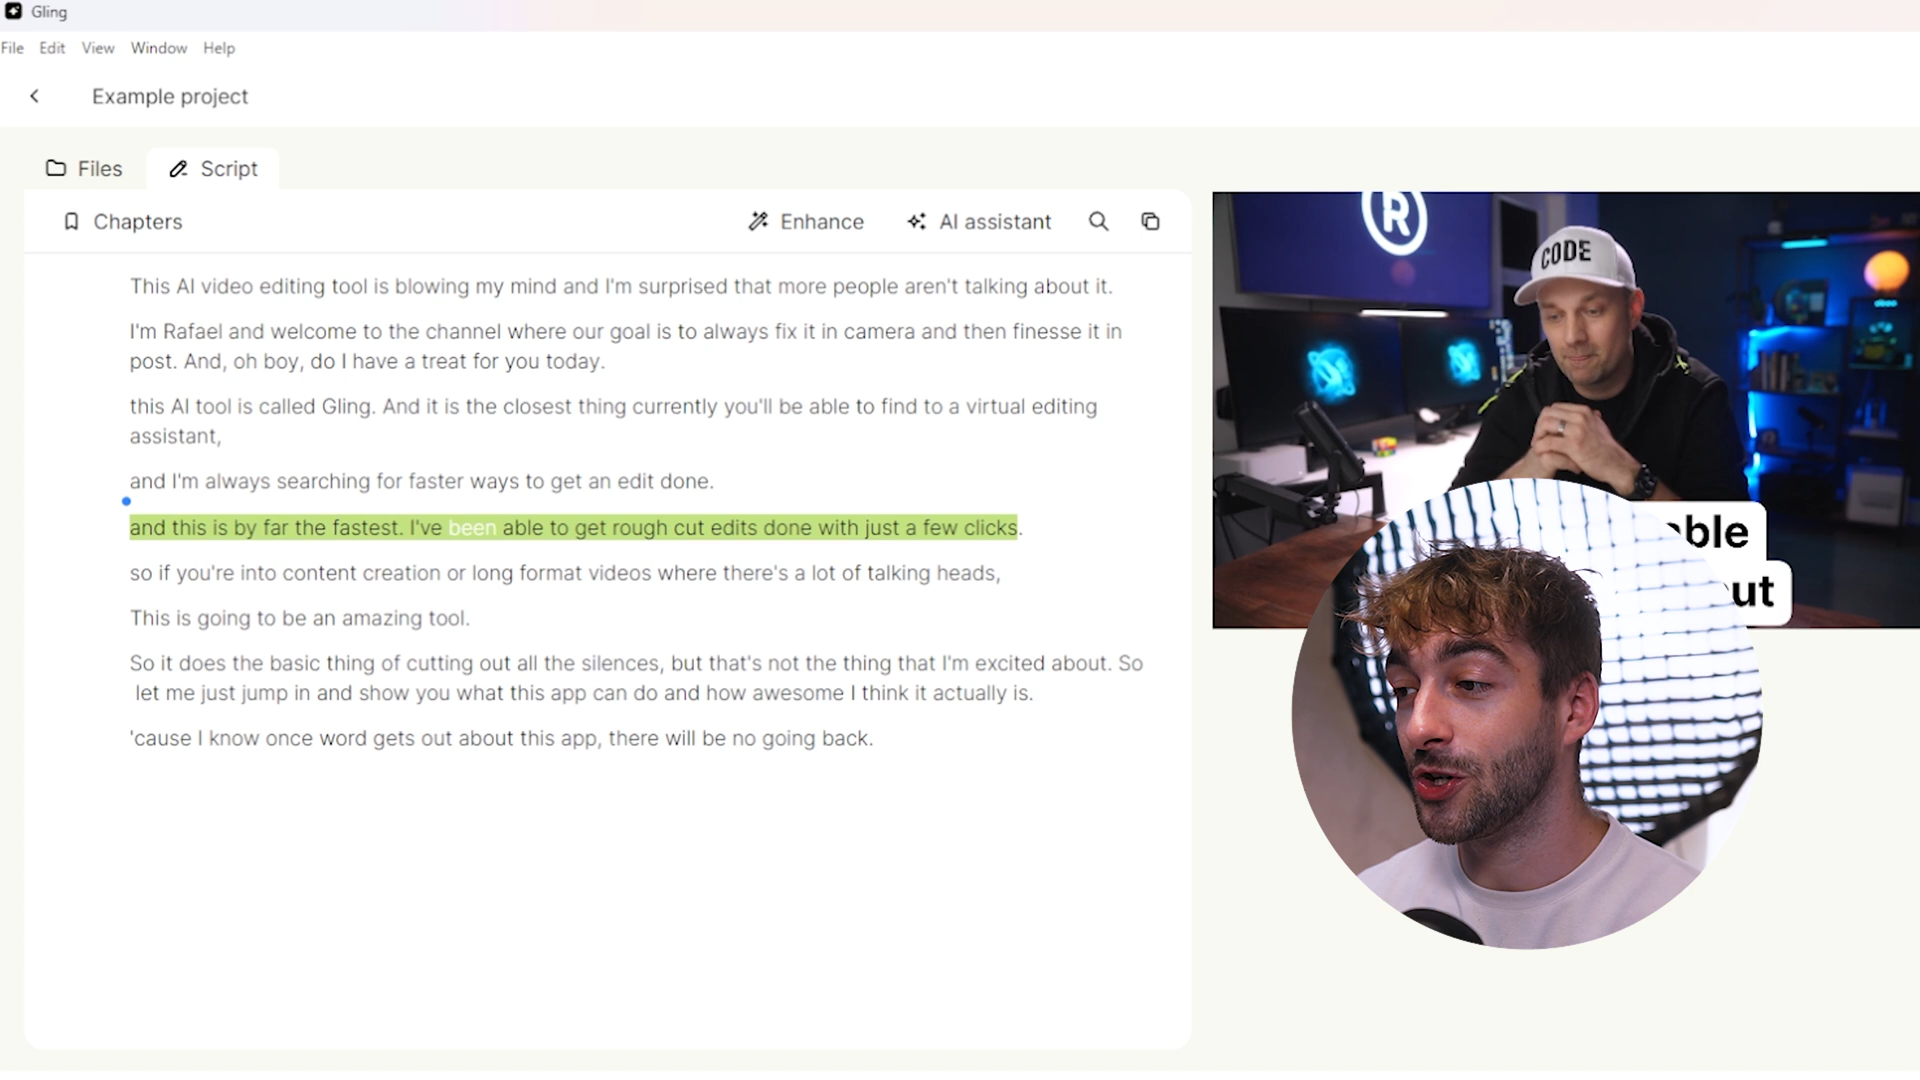 Gling
File Edit View Window Help
Example project
Files Script
Chapters Enhance AI assistant
This AI video editing tool is blowing my mind and I'm surprised that more people aren't talking about it.
I'm Rafael and welcome to the channel where our goal is to always fix it in camera and then finesse it in
post. And, oh boy, do I have a treat for you today.
this AI tool is called Gling. And it is the closest thing currently you'll be able to find to a virtual editing
assistant,
and I'm always searching for faster ways to get an edit done.
and this is by far the fastest. I've been able to get rough cut edits done with just a few clicks.
so if you're into content creation or long format videos where there's a lot of talking heads,
This is going to be an amazing tool.
So it does the basic thing of cutting out all the silences, but that's not the thing that I'm excited about. So
let me just jump in and show you what this app can do and how awesome I think it actually is.
'cause I know once word gets out about this app, there will be no going back.
R
CODE
able
ut